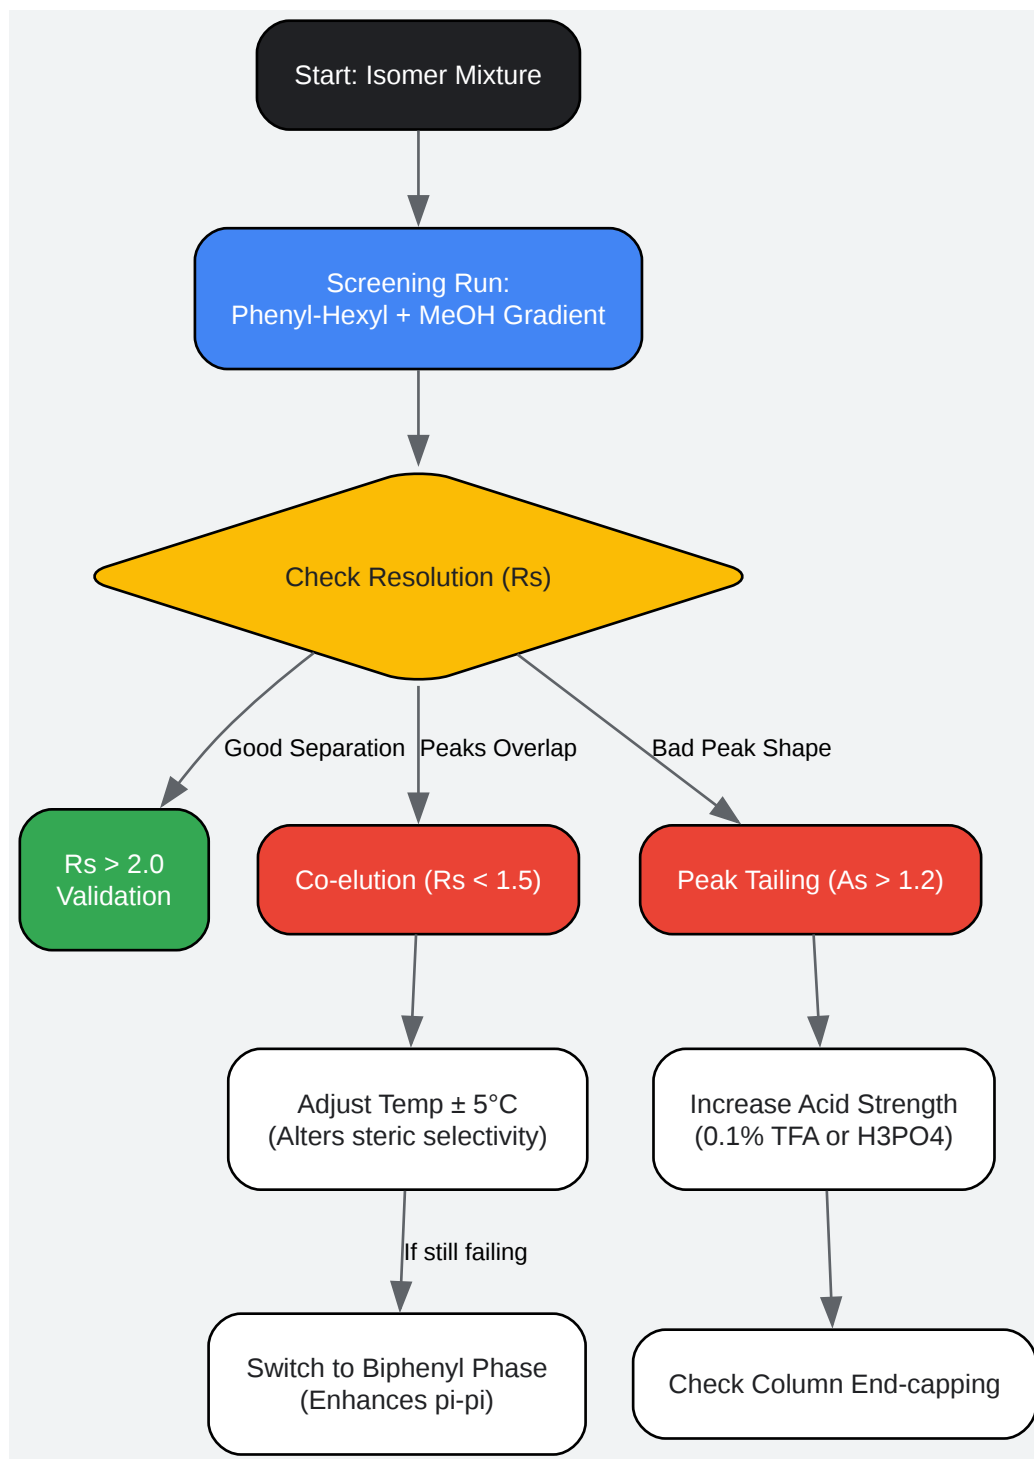 Start: Isomer Mixture
Screening Run:
Phenyl-Hexyl + MeOH Gradient
Check Resolution (Rs)
Good Separation
Peaks Overlap
Bad Peak Shape
Rs > 2.0
Validation
Co-elution (Rs < 1.5)
Peak Tailing (As > 1.2)
Adjust Temp ± 5°C
(Alters steric selectivity)
Increase Acid Strength
(0.1% TFA or H3PO4)
If still failing
Switch to Biphenyl Phase
(Enhances pi-pi)
Check Column End-capping